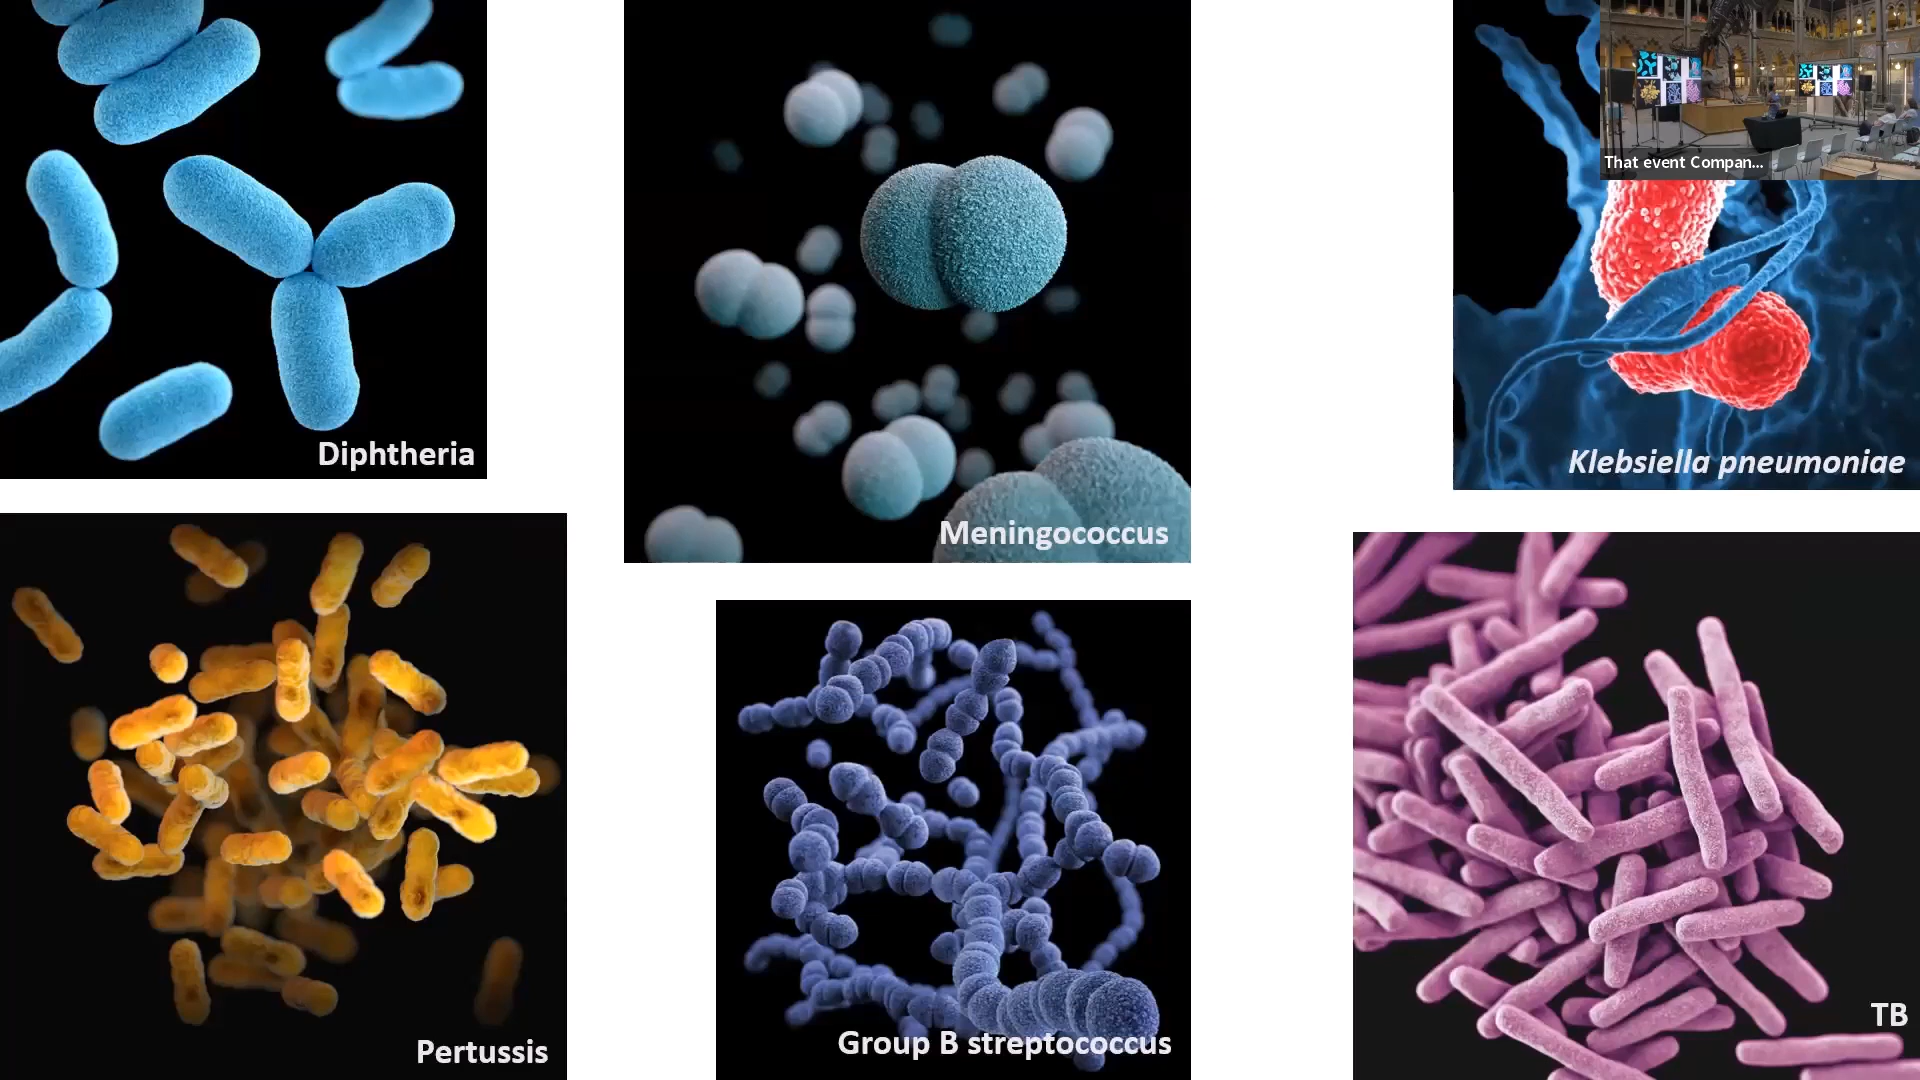 That event Compan...
Diphtheria
Meningococcus
Klebsiella pneumoniae
Pertussis
Group B streptococcus
TB